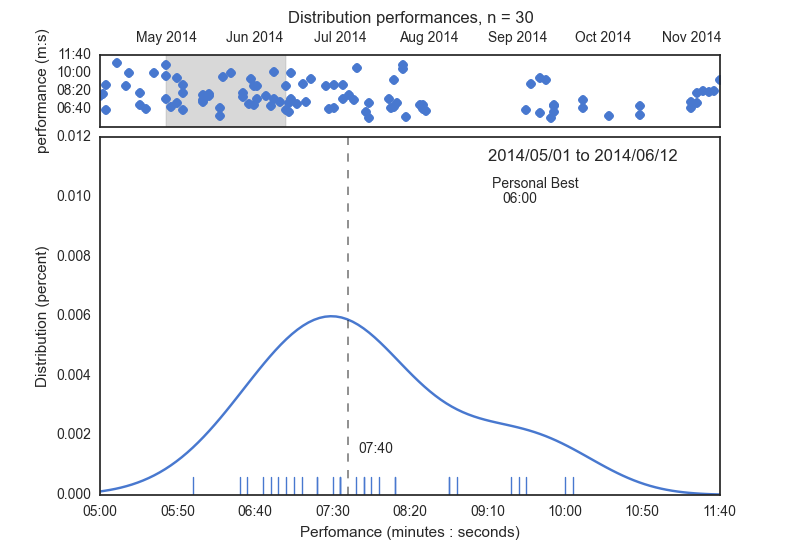 Distribution performances, n = 30
May 2014 Jun 2014 Jul 2014 Aug 2014 Sep 2014 Oct 2014 Nov 2014
performance (m:s)
11:40
10:00
08:20
06:40
Distribution (percent)
0.012
0.010
0.008
0.006
0.004
0.002
0.000
2014/05/01 to 2014/06/12
Personal Best
06:00
07:40
05:00 05:50 06:40 07:30 08:20 09:10 10:00 10:50 11:40
Perfomance (minutes : seconds)